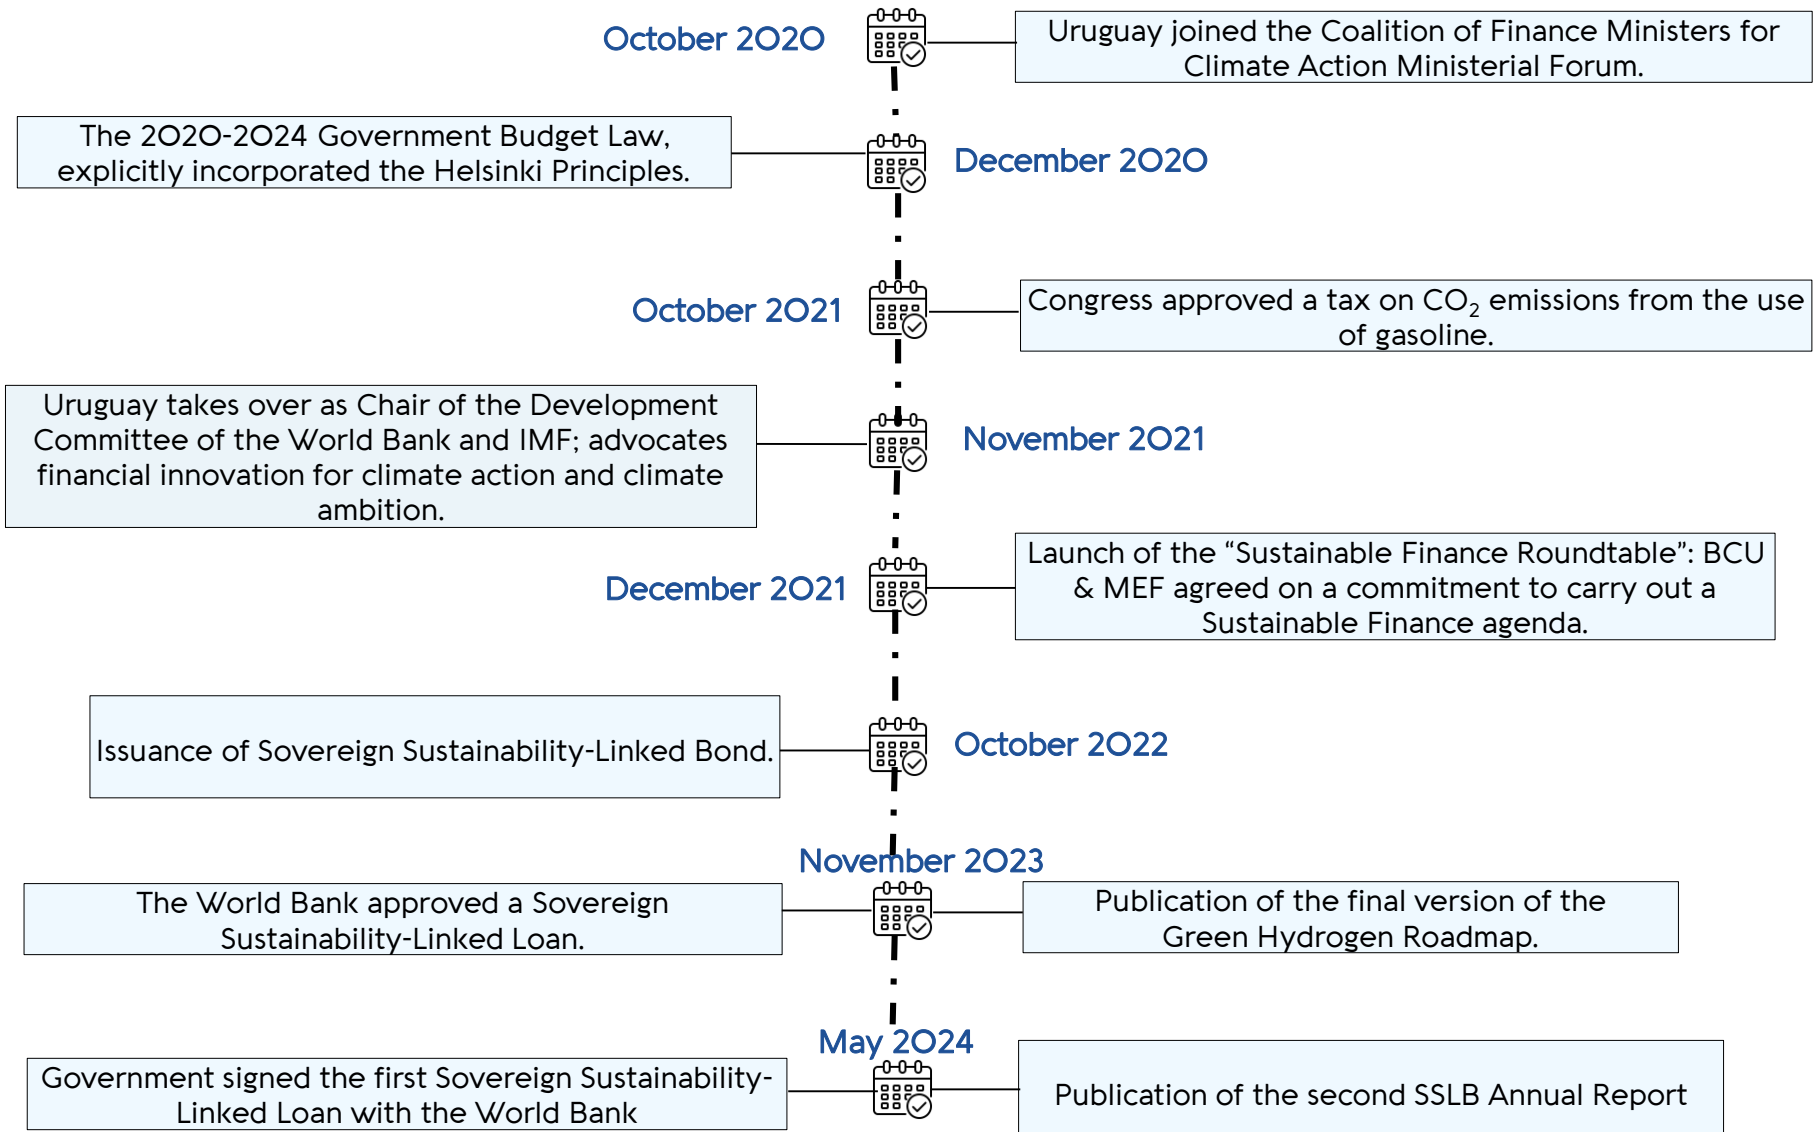 October 2020
Uruguay joined the Coalition of Finance Ministers for
Climate Action Ministerial Forum.
The 2020-2024 Government Budget Law,
explicitly incorporated the Helsinki Principles.
December 2020
October 2021
Congress approved a tax on CO₂ emissions from the use
of gasoline.
Uruguay takes over as Chair of the Development
Committee of the World Bank and IMF; advocates
financial innovation for climate action and climate
ambition.
November 2021
December 2021
Launch of the “Sustainable Finance Roundtable”: BCU
& MEF agreed on a commitment to carry out a
Sustainable Finance agenda.
Issuance of Sovereign Sustainability-Linked Bond.
October 2022
November 2023
The World Bank approved a Sovereign
Sustainability-Linked Loan.
Publication of the final version of the
Green Hydrogen Roadmap.
May 2024
Government signed the first Sovereign Sustainability-
Linked Loan with the World Bank
Publication of the second SSLB Annual Report